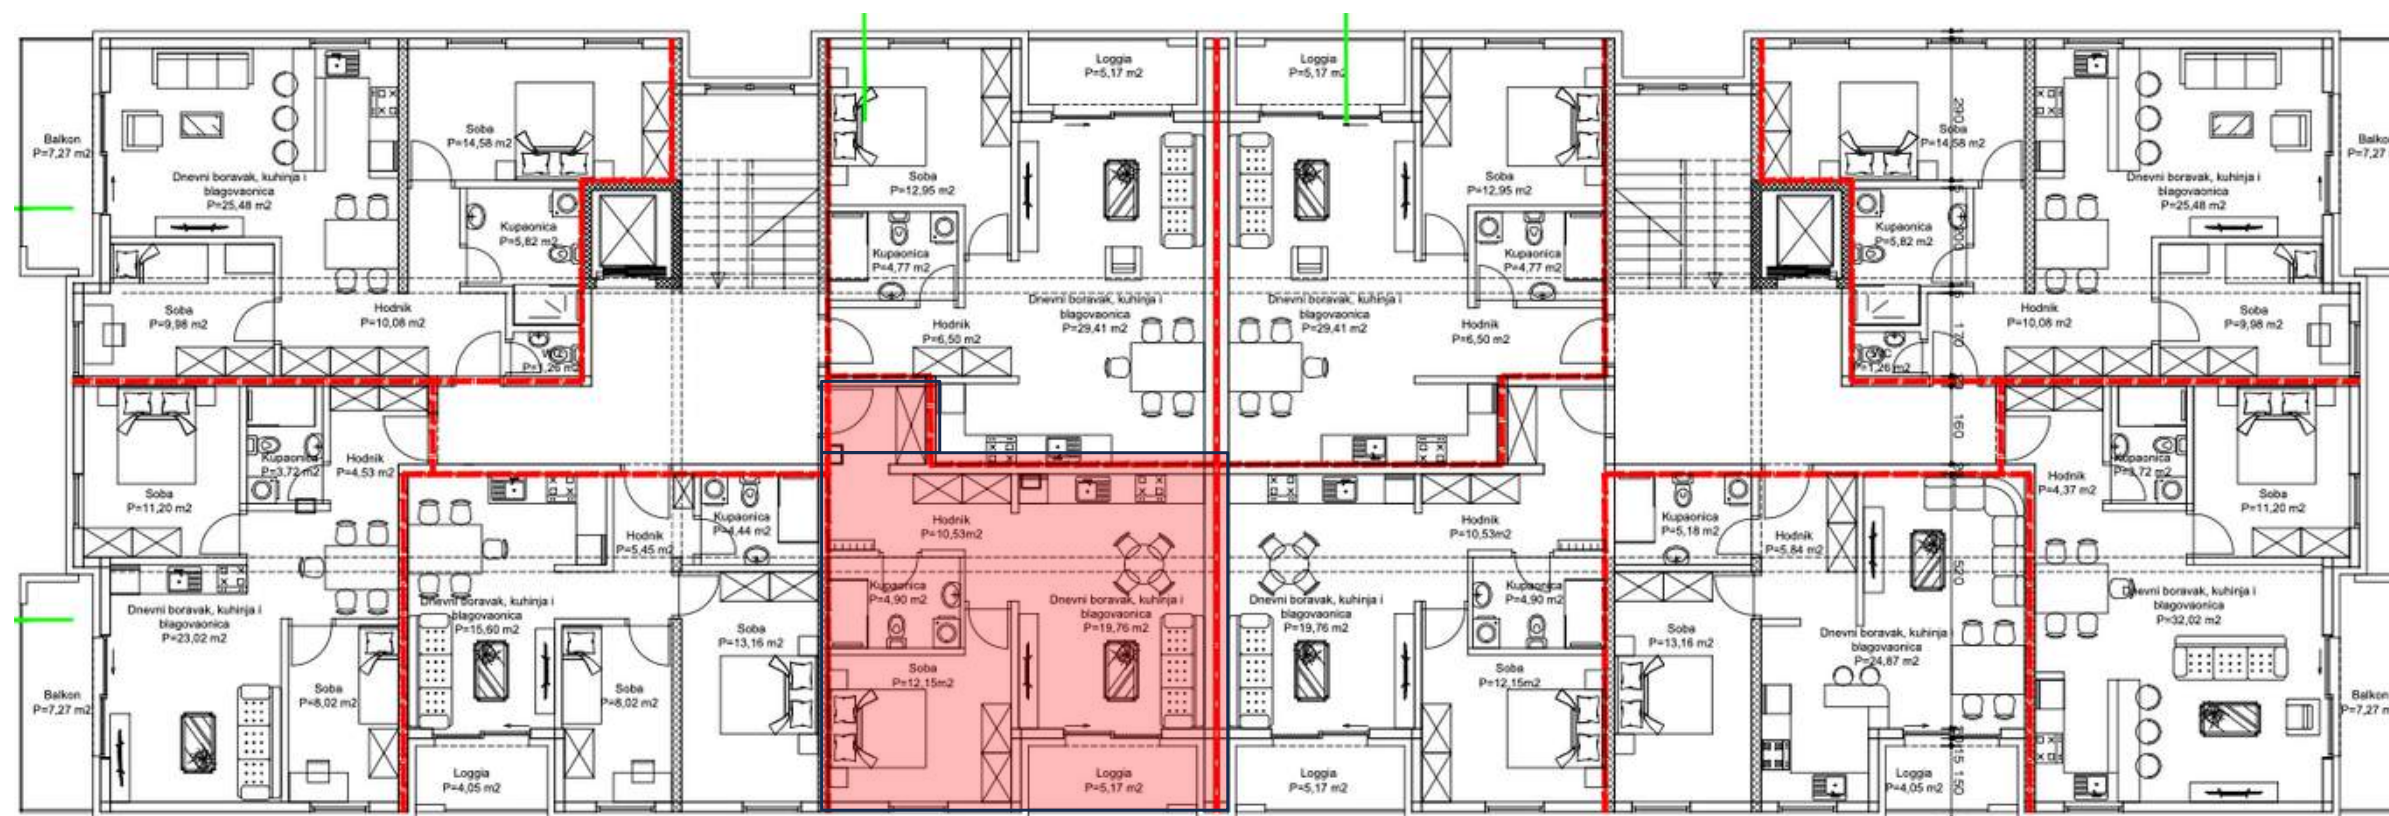 Balkon
P=7,27 m2
Dnevni boravak, kuhinja i
blagovaonica
P=25,48 m2
Soba
P=14,58 m2
Kupaonica
P=5,82 m2
Soba
P=9,98 m2
Hodnik
P=10,08 m2
P=1,26 m2
Loggia
P=5,17 m2
Soba
P=12,95 m2
Kupaonica
P=4,77 m2
Dnevni boravak, kuhinja i
blagovaonica
P=29,41 m2
Hodnik
P=6,50 m2
Loggia
P=5,17 m2
Soba
P=12,95 m2
Kupaonica
P=4,77 m2
Dnevni boravak, kuhinja i
blagovaonica
P=29,41 m2
Hodnik
P=6,50 m2
290
Soba
P=14,58 m2
Kupaonica
P=5,82 m2
Dnevni boravak, kuhinja i
blagovaonica
P=25,48 m2
Balkon
P=7,27
Hodnik
P=10,08 m2
Soba
P=9,98 m2
170
P=1,26 m2
160
Soba
P=11,20 m2
Kupaonica
P=3,72 m2
Hodnik
P=4,53 m2
Dnevni boravak, kuhinja i
blagovaonica
P=23,02 m2
Balkon
P=7,27 m2
Soba
P=8,02 m2
Dnevni boravak, kuhinja i
blagovaonica
P=15,60 m2
Hodnik
P=5,45 m2
Kupaonica
P=4,44 m2
Soba
P=13,16 m2
Soba
P=8,02 m2
Loggia
P=4,05 m2
Hodnik
P=10,53m2
Kupaonica
P=4,90 m2
Dnevni boravak, kuhinja i
blagovaonica
P=19,76 m2
Soba
P=12,15m2
Loggia
P=5,17 m2
Hodnik
P=10,53m2
Kupaonica
P=4,90 m2
Dnevni boravak, kuhinja i
blagovaonica
P=19,76 m2
Soba
P=12,15m2
Loggia
P=5,17 m2
Kupaonica
P=5,18 m2
Hodnik
P=5,84 m2
520
Soba
P=13,16 m2
Dnevni boravak, kuhinja i
blagovaonica
P=24,87 m2
Loggia
P=4,05 m2
15 150
Hodnik
P=4,37 m2
Kupaonica
P=3,72 m2
Soba
P=11,20 m2
Dnevni boravak, kuhinja i
blagovaonica
P=32,02 m2
Balkon
P=7,27 m